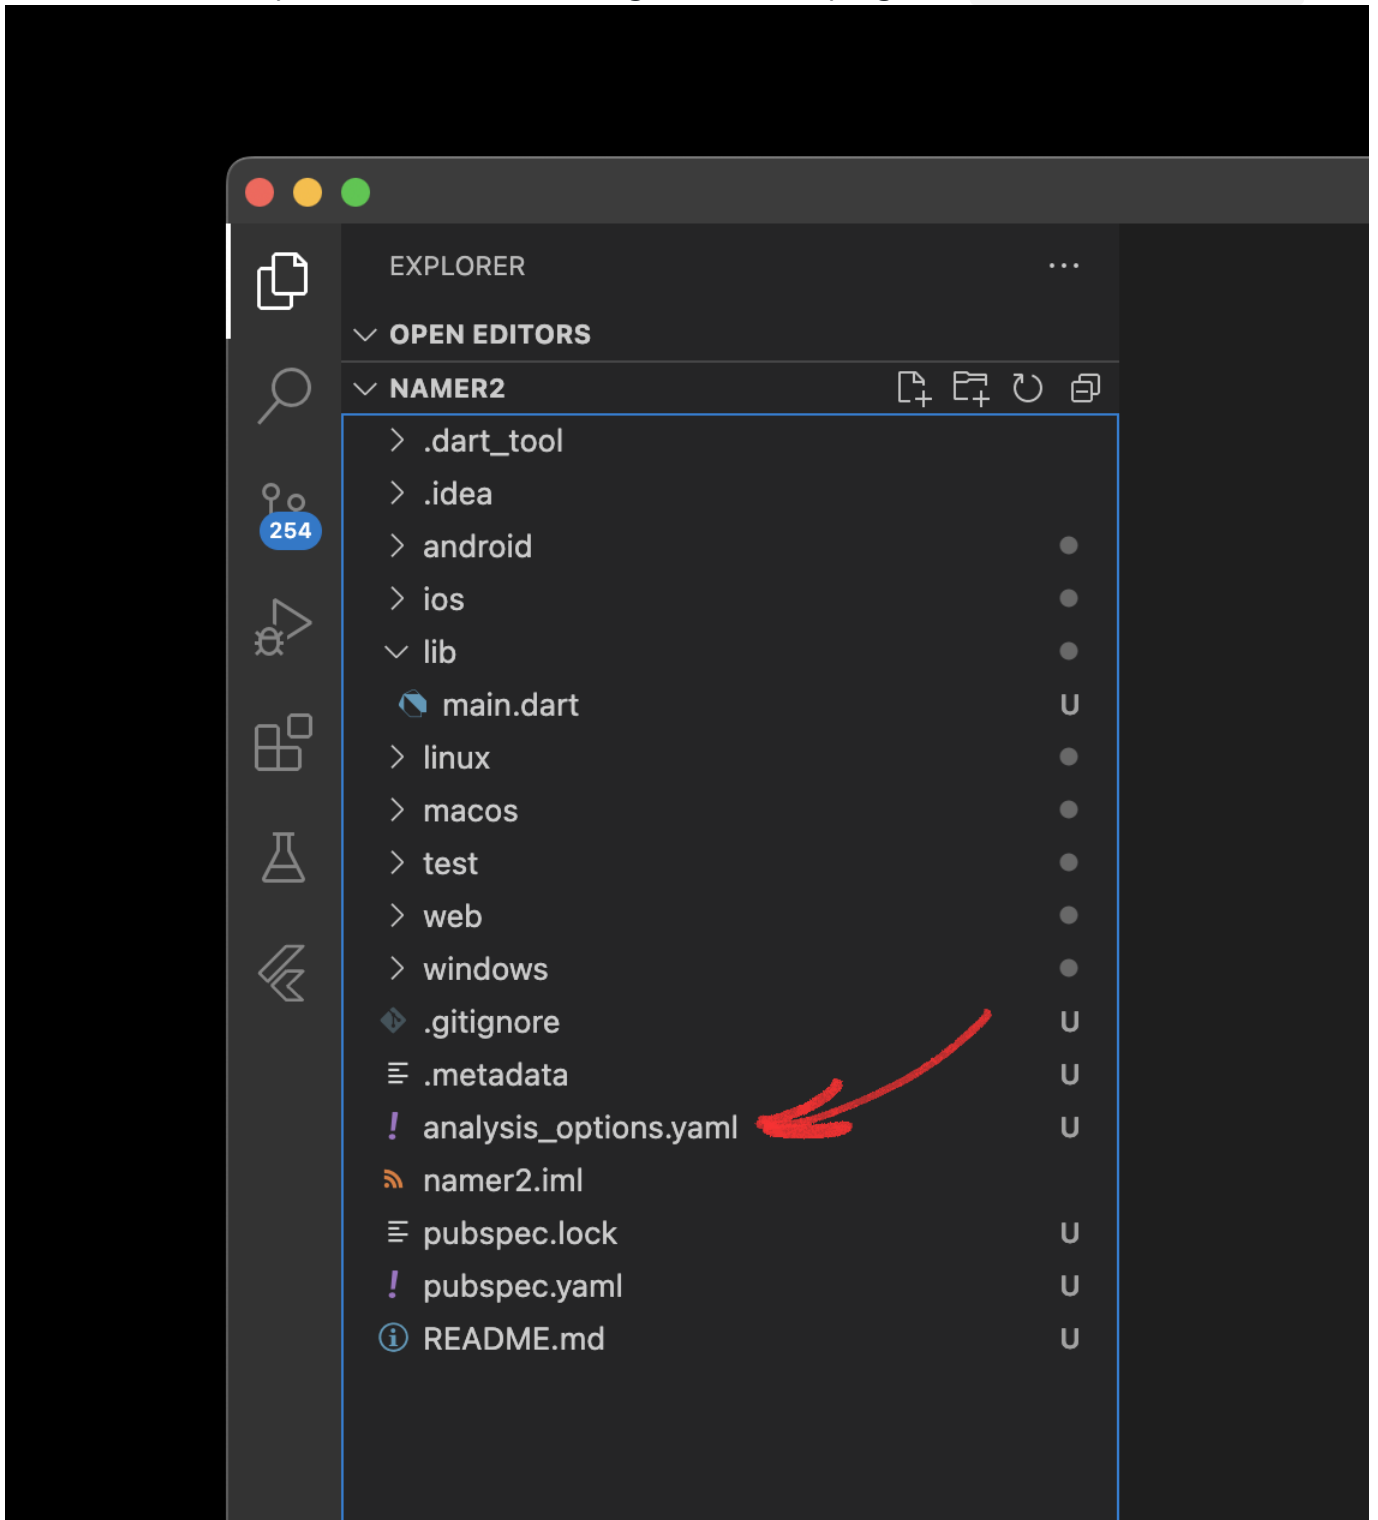 EXPLORER
OPEN EDITORS
NAMER2
.dart_tool
.idea
254
android
ios
lib
main.dart U
linux
macos
test
web
windows
.gitignore U
.metadata U
! analysis_options.yaml U
namer2.iml
pubspec.lock U
! pubspec.yaml U
README.md U